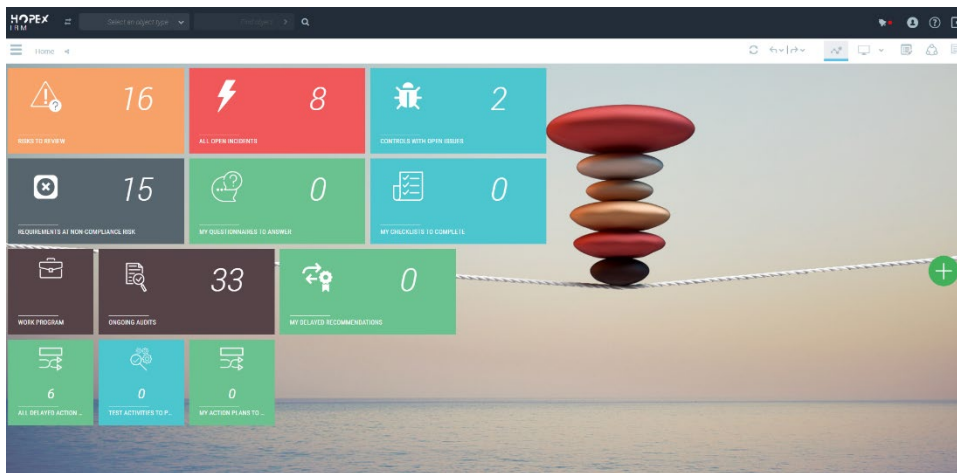 HOPEX
IRM
Select an object type
Find object
Home
16
RISKS TO REVIEW
8
ALL OPEN INCIDENTS
2
CONTROLS WITH OPEN ISSUES
15
REQUIREMENTS AT NON-COMPLIANCE RISK
0
MY QUESTIONNAIRES TO ANSWER
0
MY CHECKLISTS TO COMPLETE
WORK PROGRAM
33
ONGOING AUDITS
0
MY DELAYED RECOMMENDATIONS
6
ALL DELAYED ACTION ...
0
TEST ACTIVITIES TO P...
0
MY ACTION PLANS TO ...